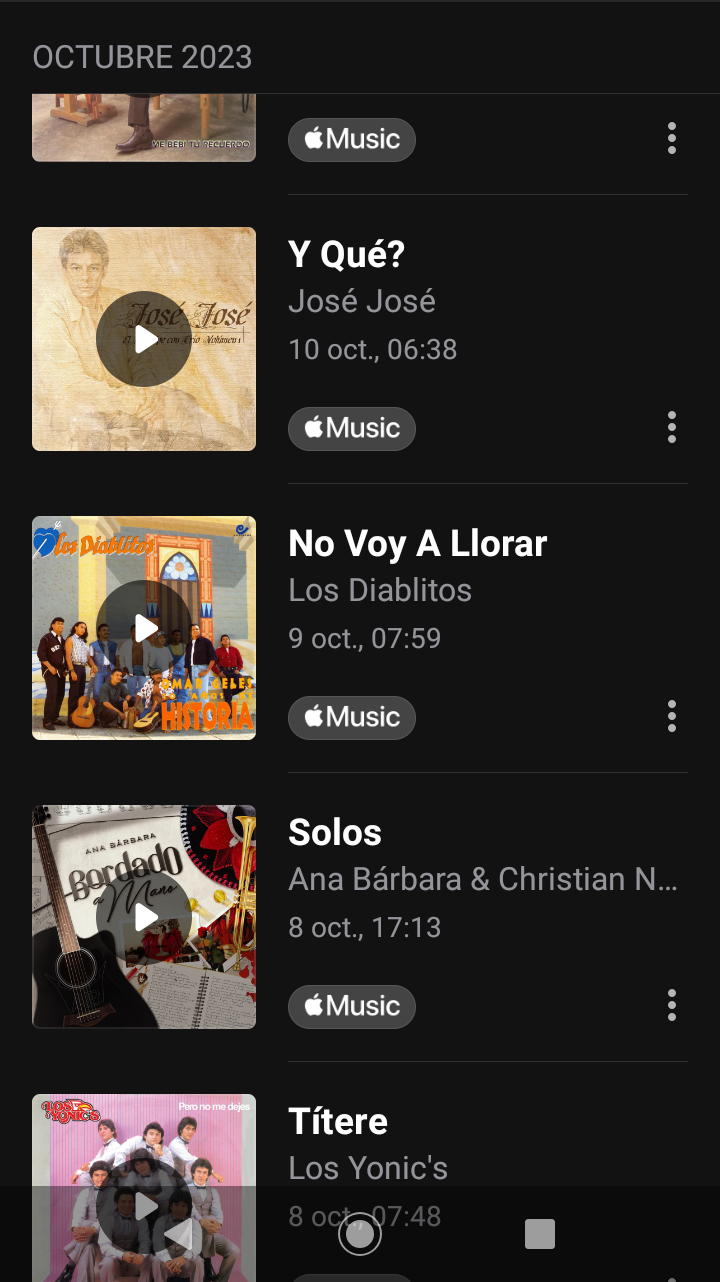 OCTUBRE 2023
ME BEBI TU RECUERDO
Music
Y Qué?
José José
10 oct., 06:38
José José
Music
No Voy A Llorar
Los Diablitos
9 oct., 07:59
Los Diablitos
HISTORIA
Music
Solos
Ana Bárbara & Christian N...
8 oct., 17:13
ANA BÁRBARA
Bordado
a Mano
Music
Títere
Los Yonic's
8 oct., 07:48
LOS YONIC'S
Pero no me dejes